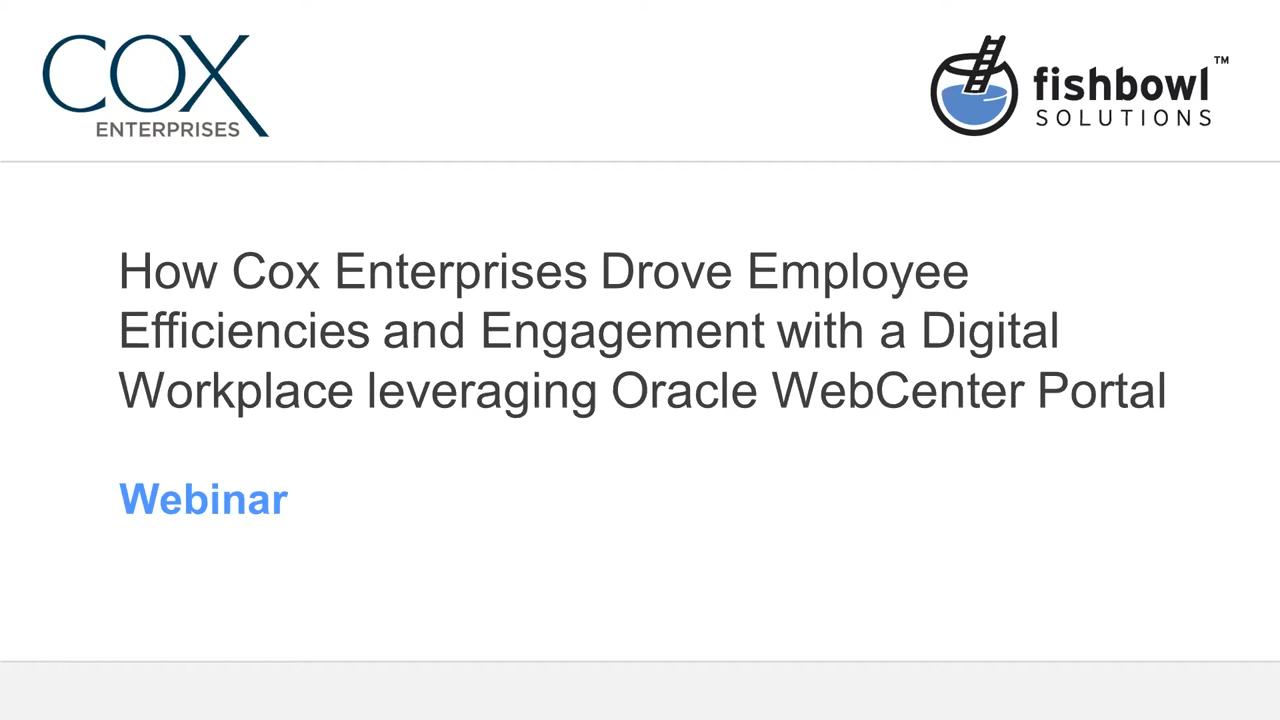 COX
ENTERPRISES
fishbowl™
SOLUTIONS
How Cox Enterprises Drove Employee
Efficiencies and Engagement with a Digital
Workplace leveraging Oracle WebCenter Portal
Webinar